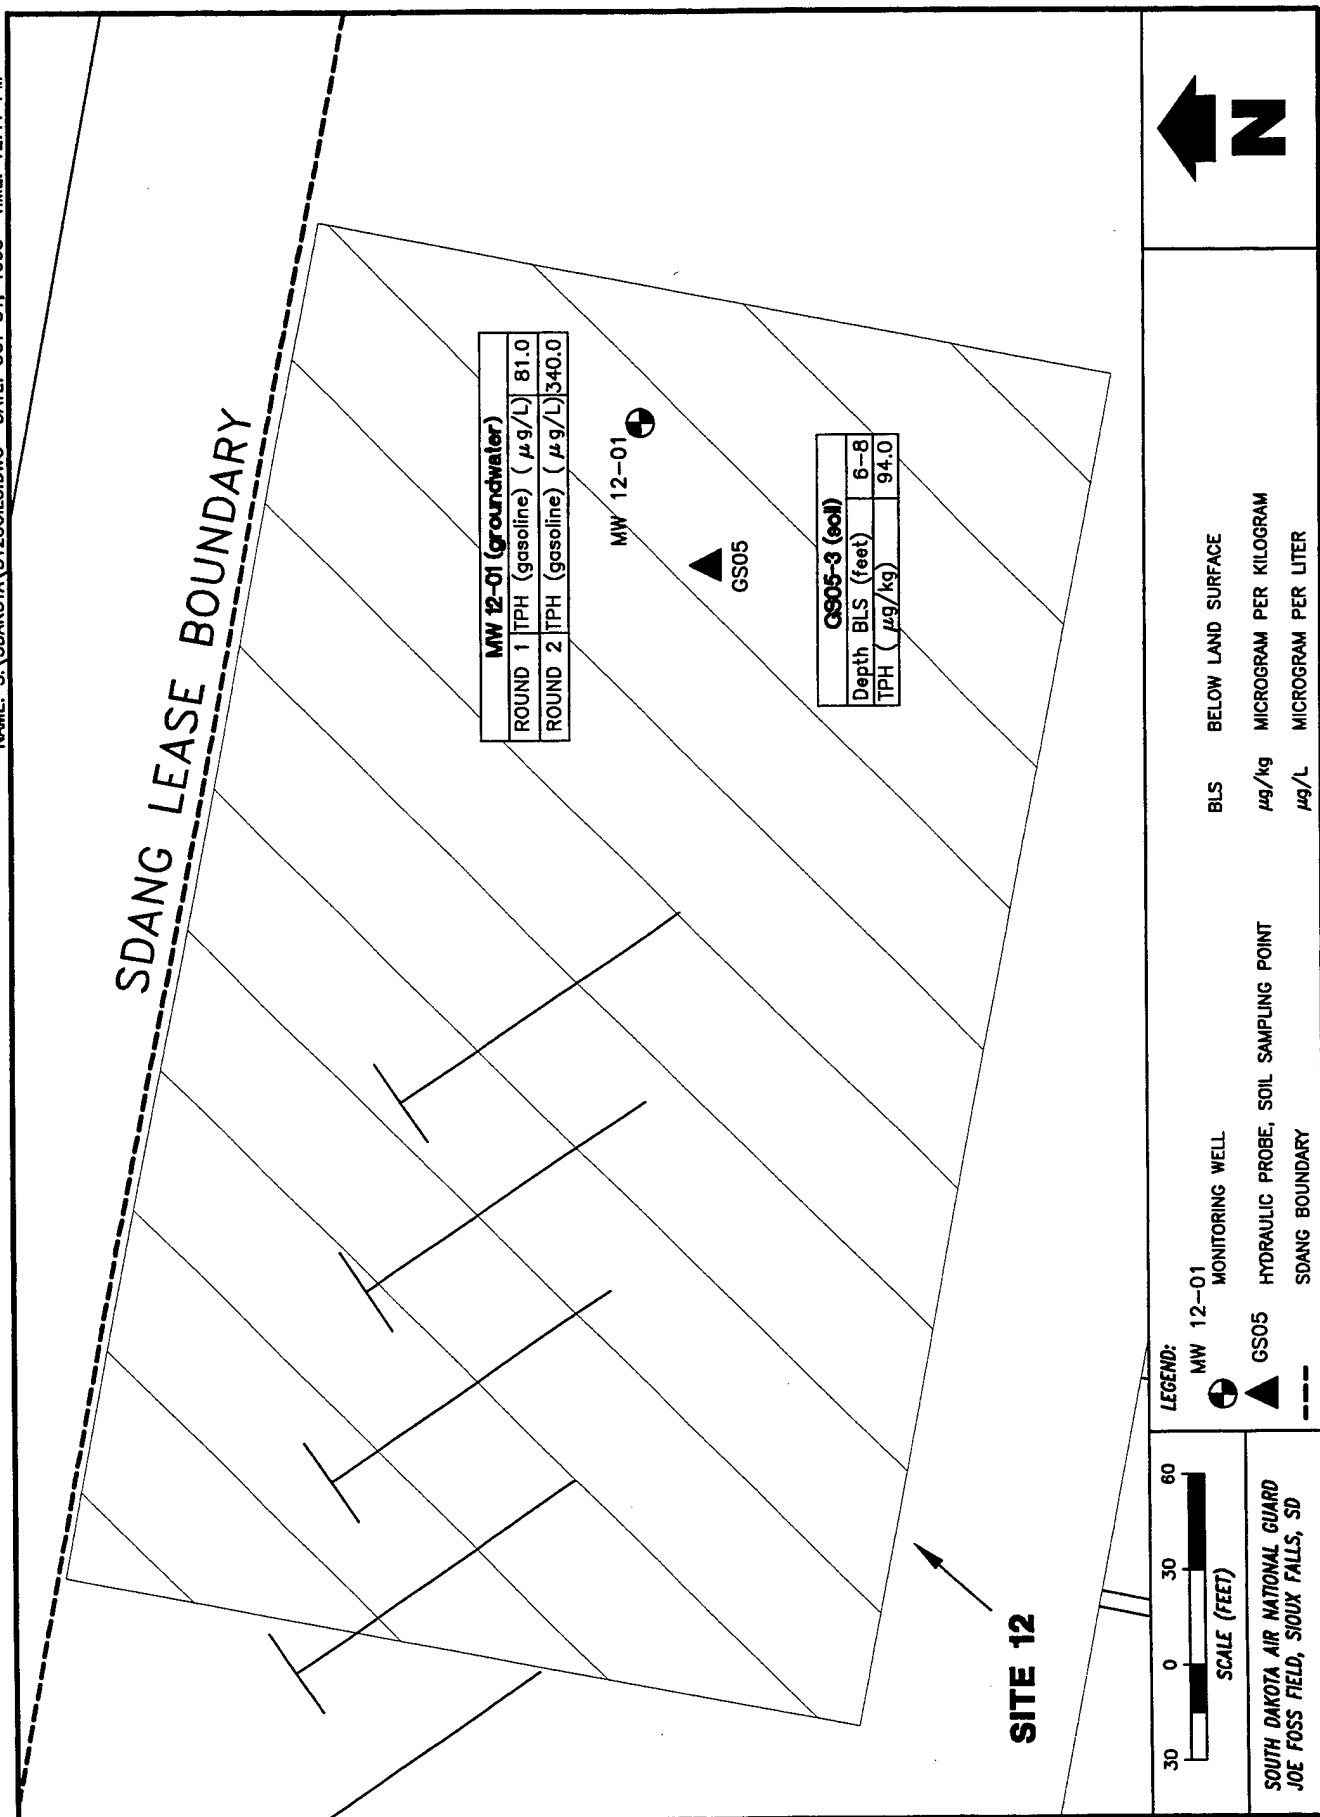 SDANG LEASE BOUNDARY
MW 12-01 (groundwater)
ROUND 1 TPH (gasoline) (µg/L) 81.0
ROUND 2 TPH (gasoline) (µg/L) 340.0
MW 12-01
GS05
GS05-3 (soil)
Depth BLS (feet) 6-8
TPH (µg/kg) 94.0
SITE 12
30 0 30 60
SCALE (FEET)
SOUTH DAKOTA AIR NATIONAL GUARD
JOE FOSS FIELD, SIOUX FALLS, SD
LEGEND:
MW 12-01
MONITORING WELL
GS05 HYDRAULIC PROBE, SOIL SAMPLING POINT
SDANG BOUNDARY
BLS BELOW LAND SURFACE
µg/kg MICROGRAM PER KILOGRAM
µg/L MICROGRAM PER LITER
N